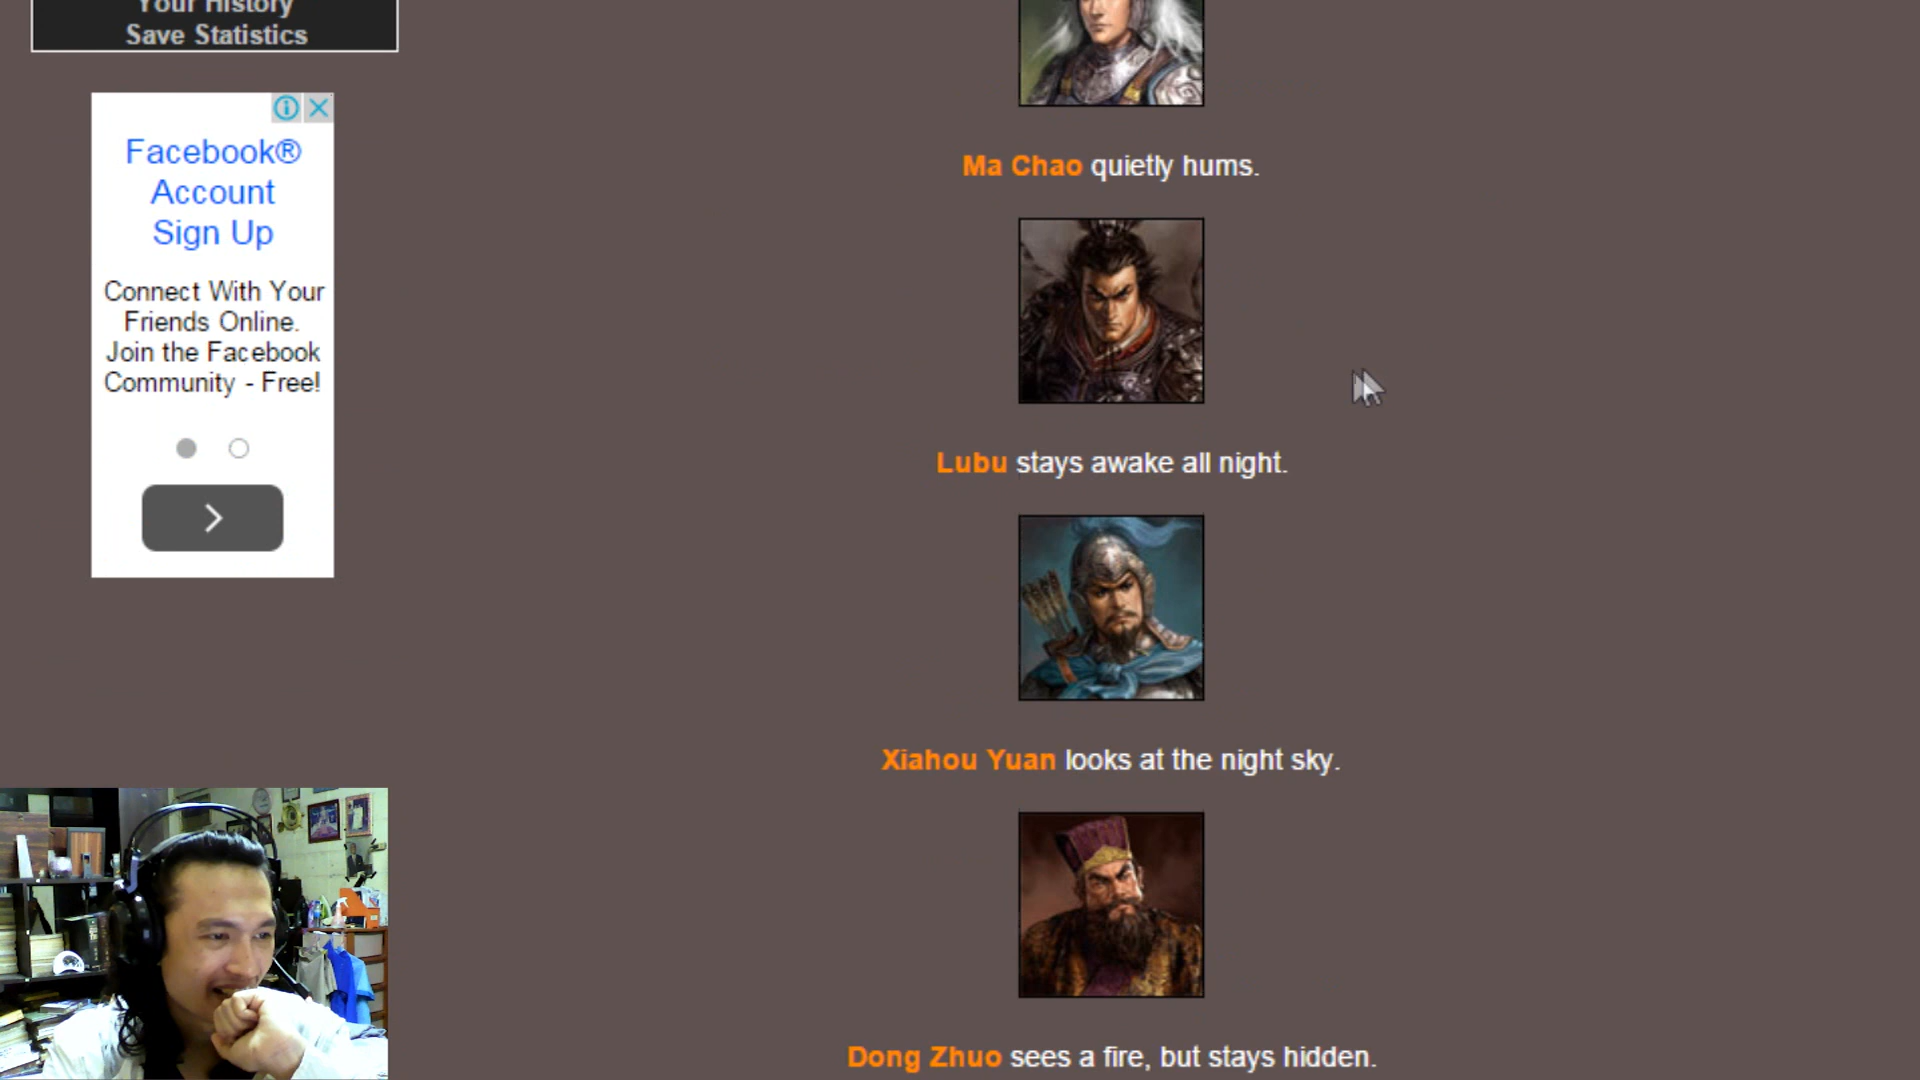 Your History
Save Statistics
Facebook®
Account
Sign Up
Connect With Your
Friends Online.
Join the Facebook
Community - Free!
Ma Chao quietly hums.
Lubu stays awake all night.
Xiahou Yuan looks at the night sky.
Dong Zhuo sees a fire, but stays hidden.